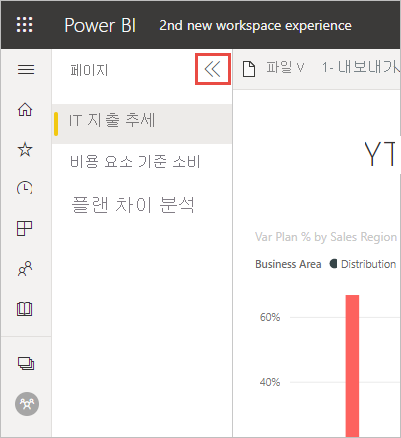 Power BI 2nd new workspace experience
페이지
파일 V 1- 내보내기
IT 지출 추세
비용 요소 기준 소비
플랜 차이 분석
YT
Var Plan % by Sales Region
Business Area Distribution
60%
40%